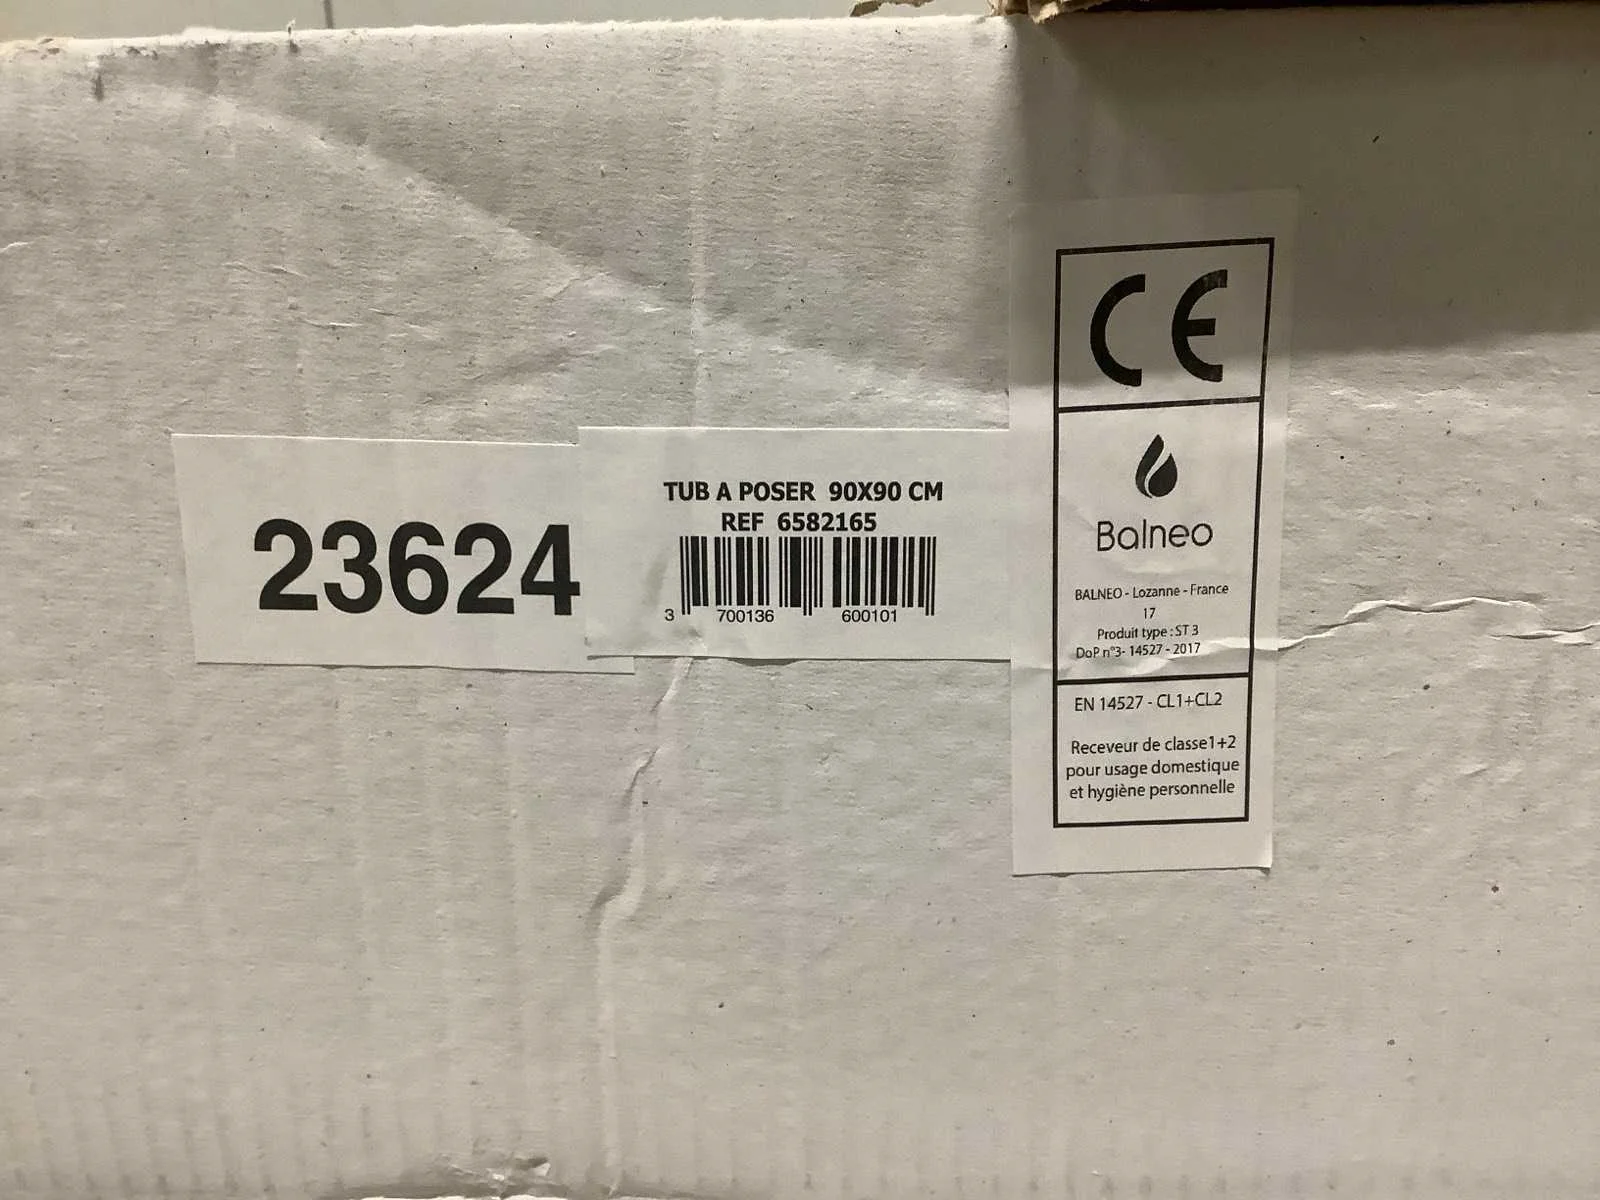 23624
TUB A POSER 90X90 CM
REF 6582165
3 700136 600101
CE
Balneo
BALNEO - Lozanne - France
17
Produit type : ST 3
DoP n°3- 14527 - 2017
EN 14527 - CL1+CL2
Receveur de classe1+2
pour usage domestique
et hygiène personnelle